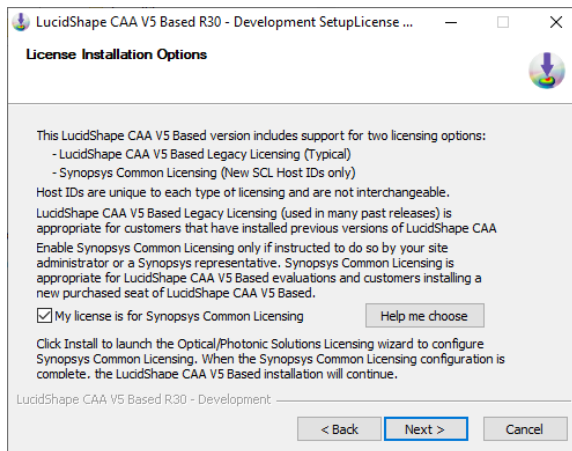 LucidShape CAA V5 Based R30 - Development SetupLicense ...
License Installation Options
This LucidShape CAA V5 Based version includes support for two licensing options:
- LucidShape CAA V5 Based Legacy Licensing (Typical)
- Synopsys Common Licensing (New SCL Host IDs only)
Host IDs are unique to each type of licensing and are not interchangeable.
LucidShape CAA V5 Based Legacy Licensing (used in many past releases) is
appropriate for customers that have installed previous versions of LucidShape CAA
Enable Synopsys Common Licensing only if instructed to do so by your site
administrator or a Synopsys representative. Synopsys Common Licensing is
appropriate for LucidShape CAA V5 Based evaluations and customers installing a
new purchased seat of LucidShape CAA V5 Based.
My license is for Synopsys Common Licensing Help me choose
Click Install to launch the Optical/Photonic Solutions Licensing wizard to configure
Synopsys Common Licensing. When the Synopsys Common Licensing configuration is
complete, the LucidShape CAA V5 Based installation will continue.
LucidShape CAA V5 Based R30 - Development
< Back Next > Cancel